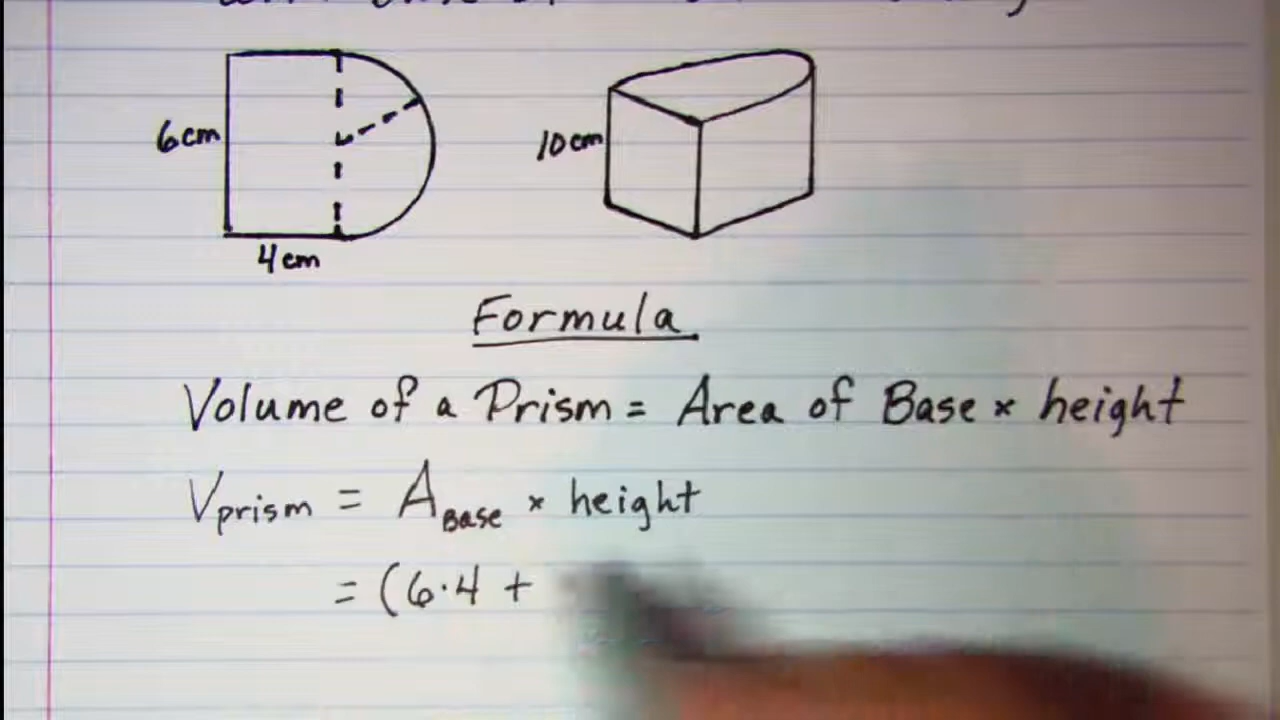 6cm
10cm
4cm
Formula
Volume of a Prism = Area of Base × height
Vprism = ABase × height
= (6·4 +